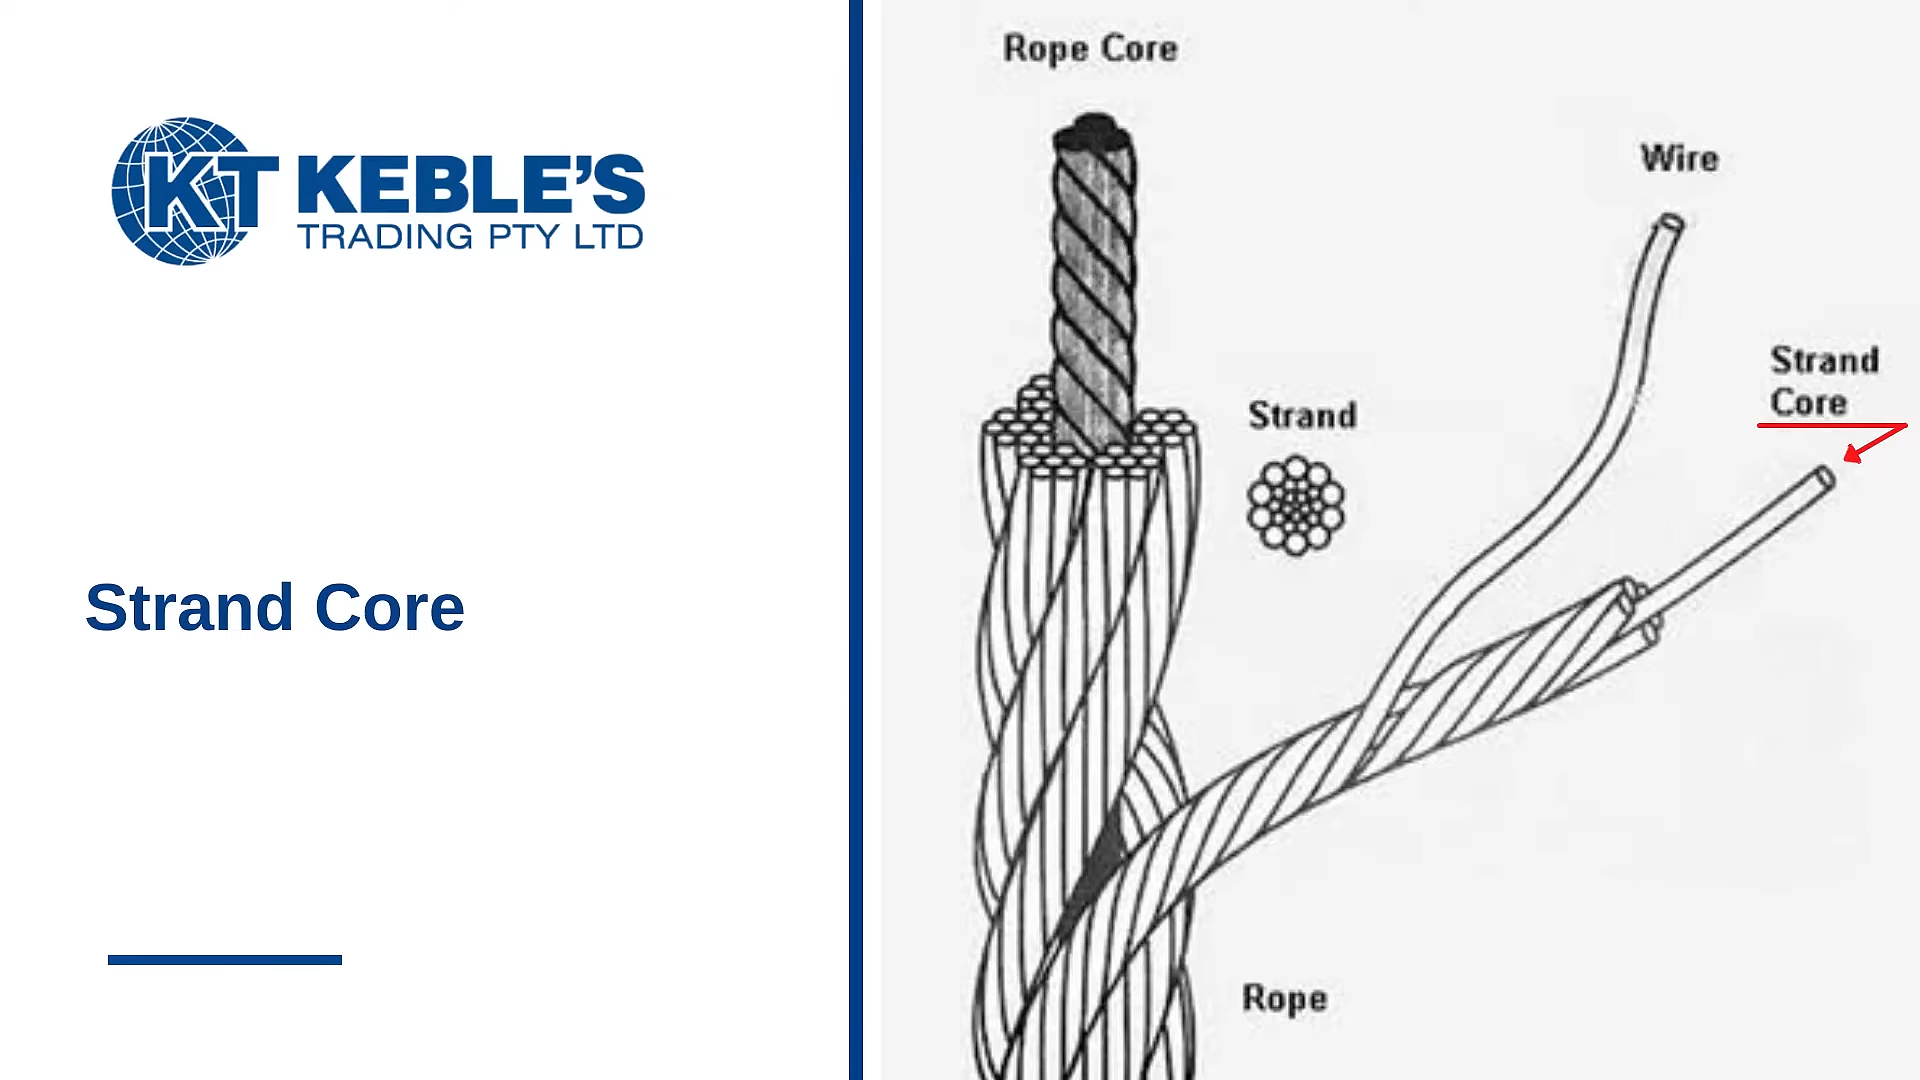 KT KEBLE'S
TRADING PTY LTD
Strand Core
Rope Core
Wire
Strand
Core
Strand
Rope